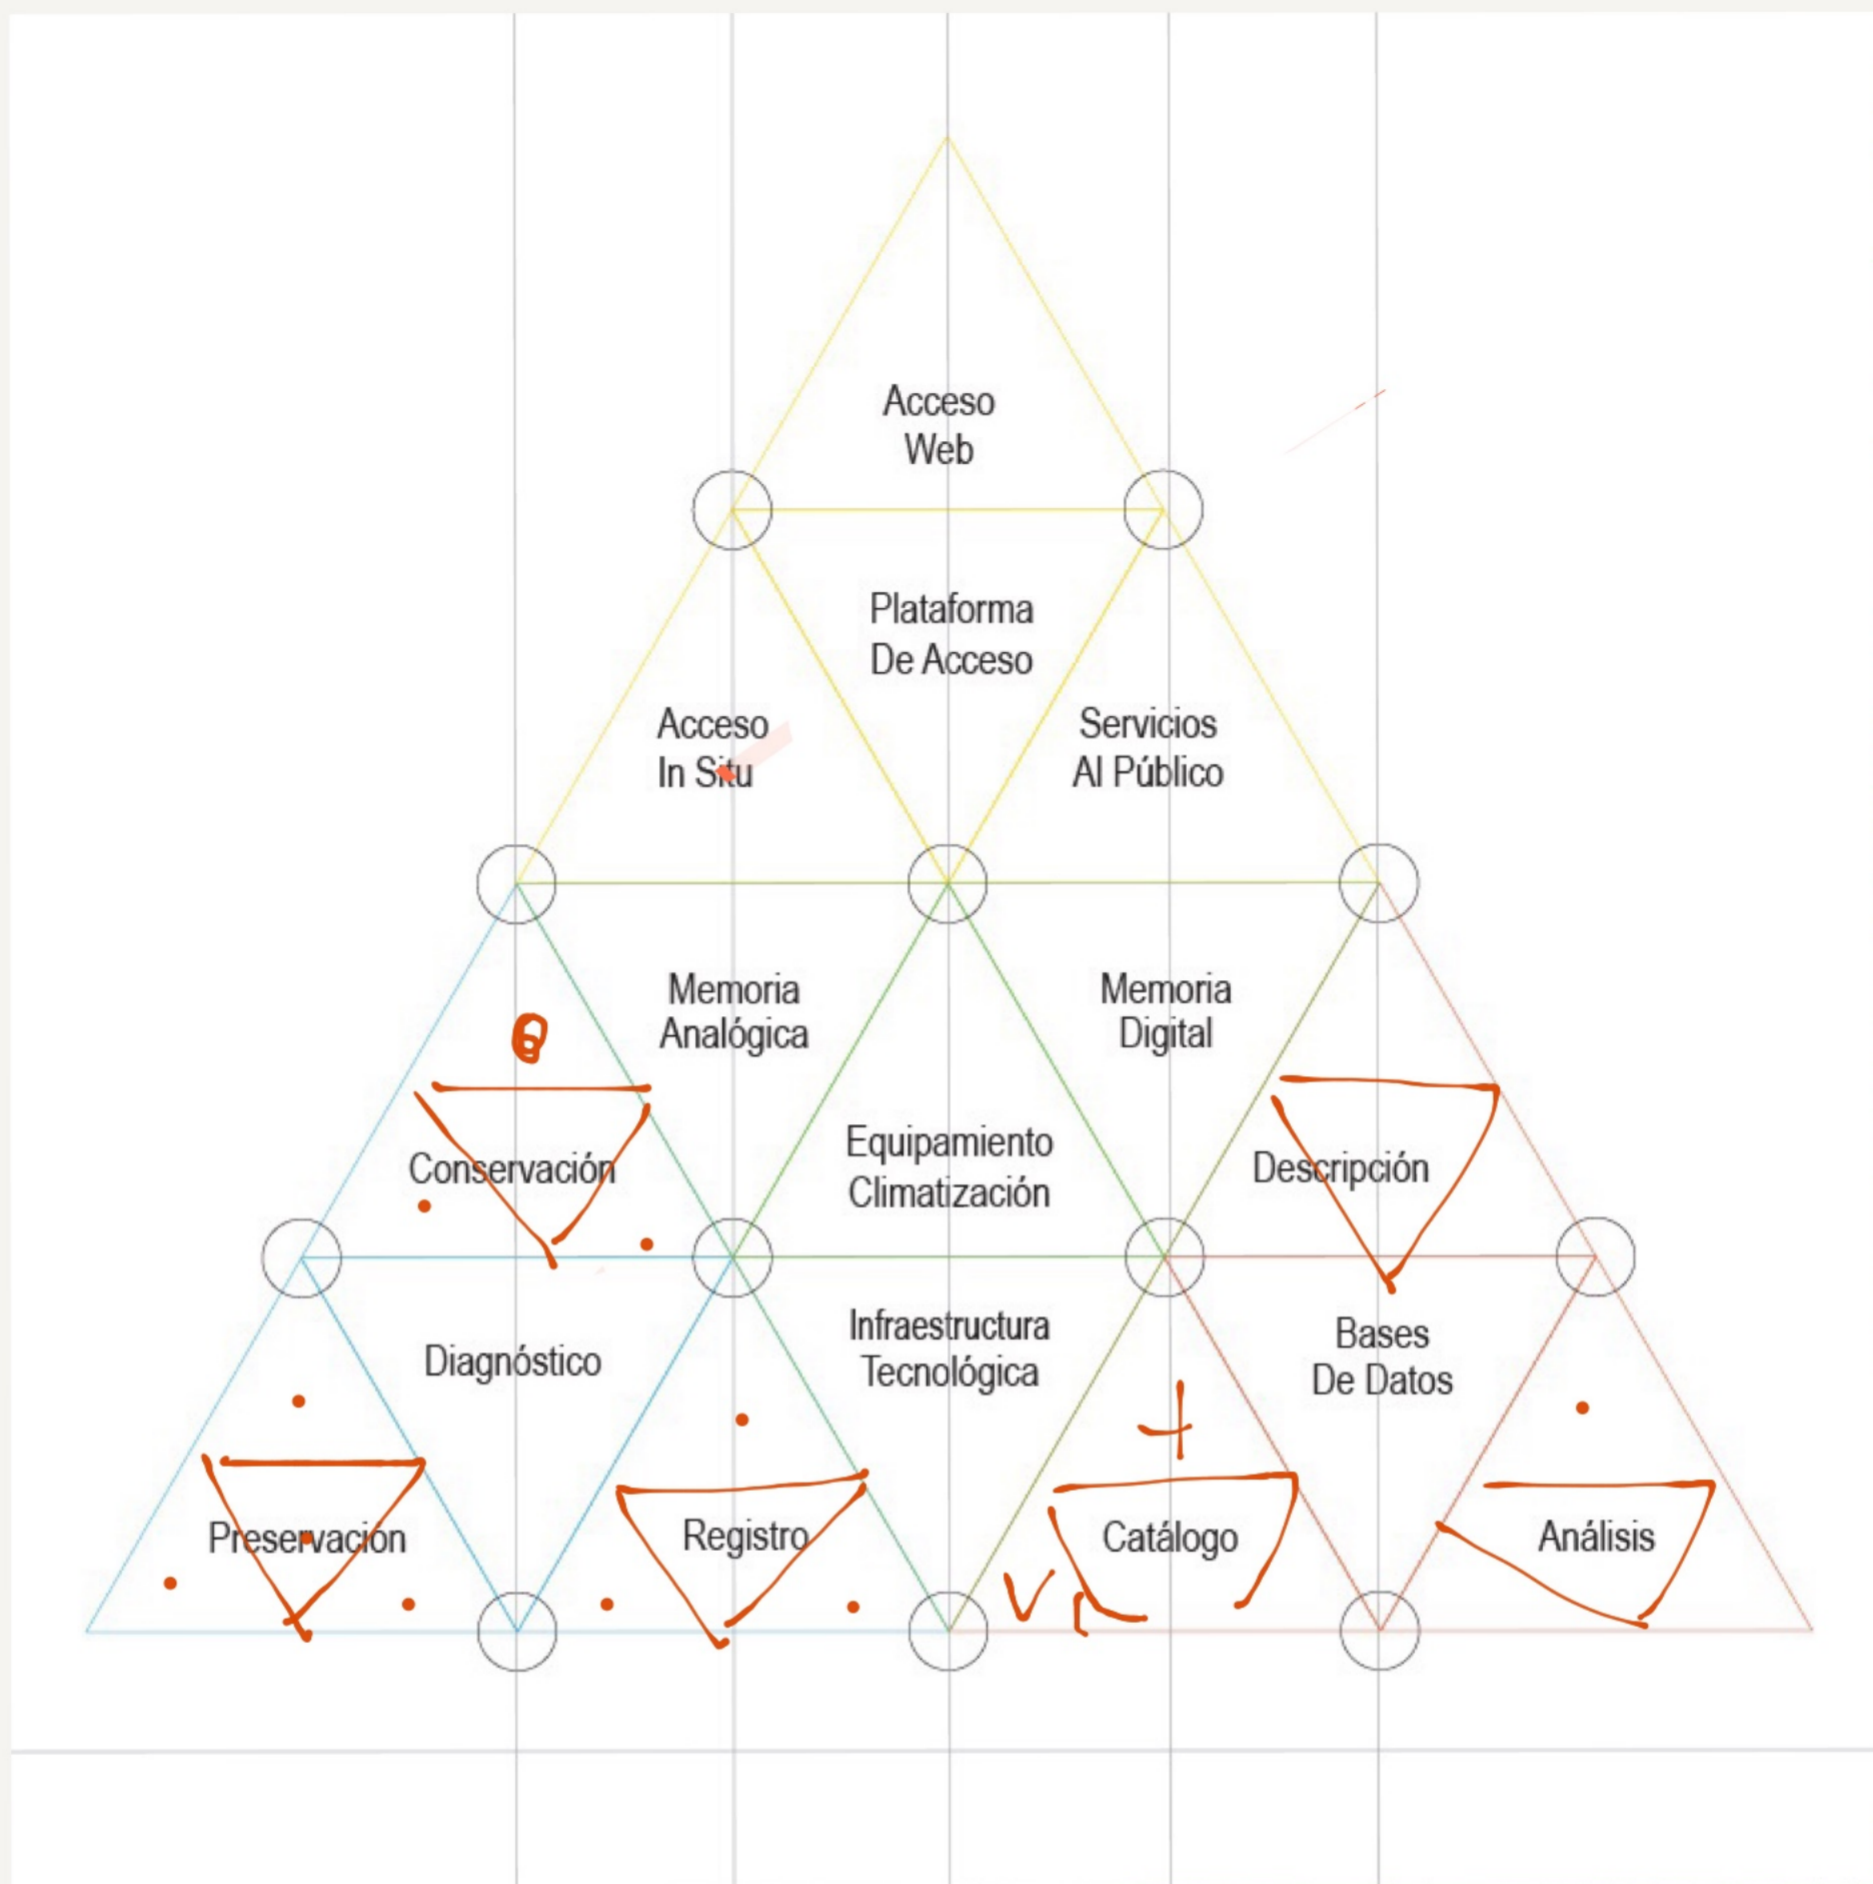 Acceso
Web
Plataforma
De Acceso
Acceso
In Situ
Servicios
Al Público
Memoria
Analógica
Memoria
Digital
Conservación
Equipamiento
Climatización
Descripción
Diagnóstico
Infraestructura
Tecnológica
Bases
De Datos
Preservación
Registro
Catálogo
Análisis